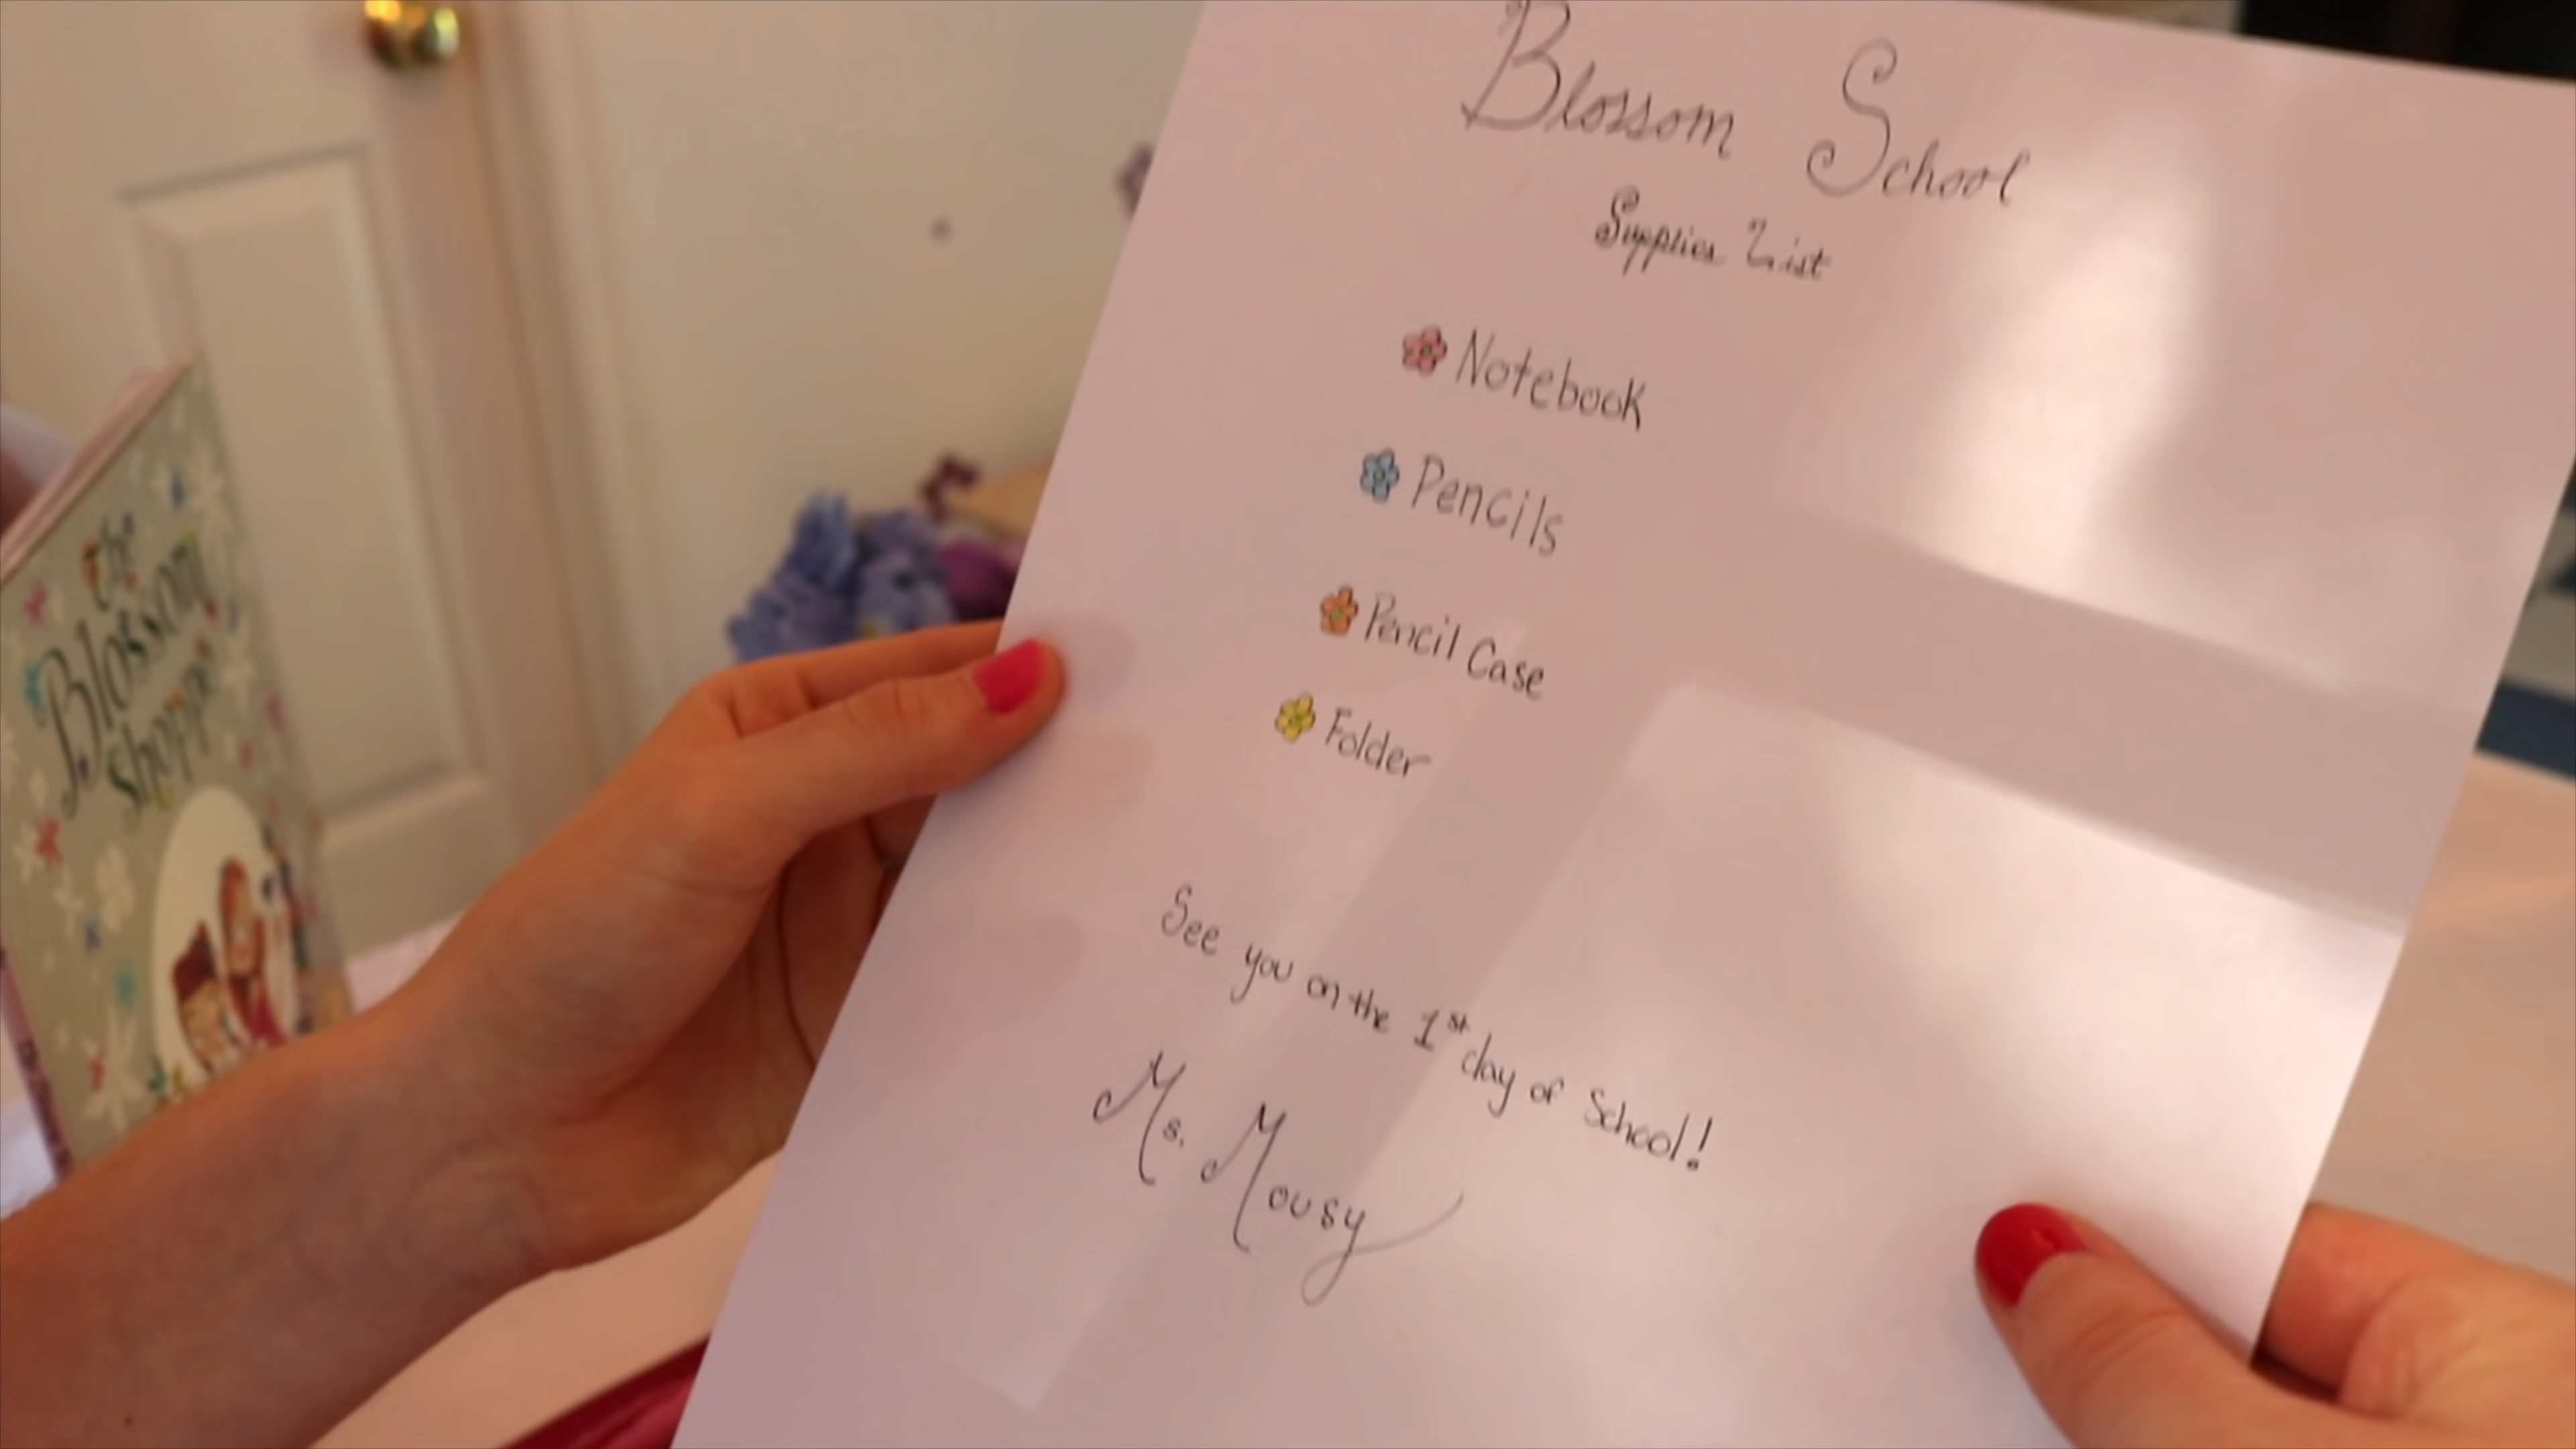 Blossom School
Supplies List
Notebook
Pencils
Pencil Case
Folder
See you on the 1st day of School!
Ms. Mousy
the
Blossom
shoppe